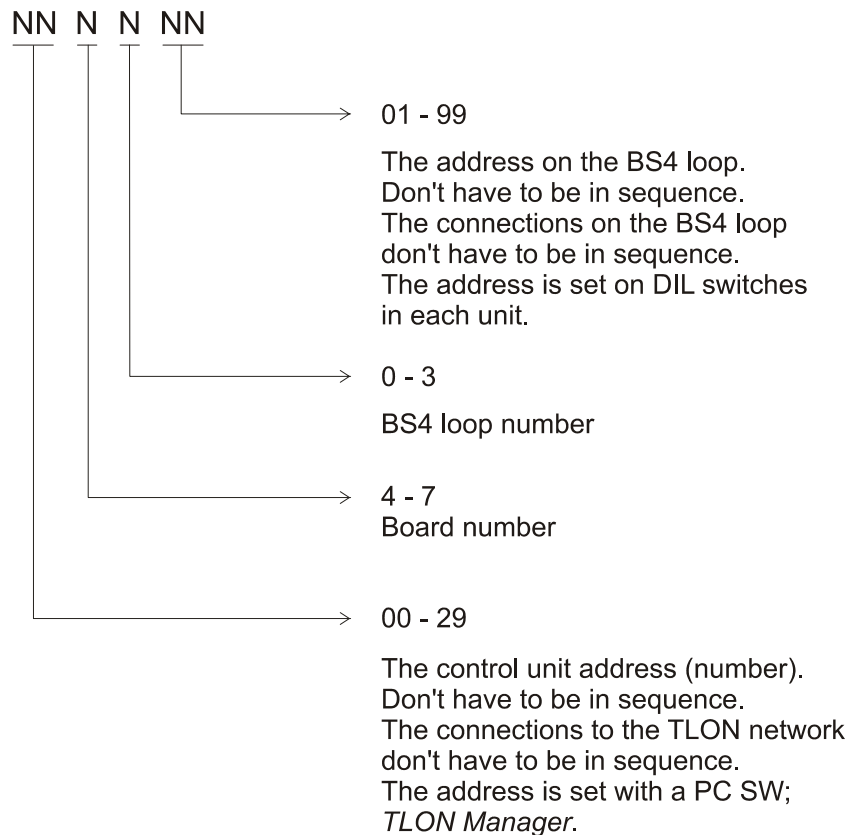 NN N N NN
01 - 99
The address on the BS4 loop.
Don't have to be in sequence.
The connections on the BS4 loop
don't have to be in sequence.
The address is set on DIL switches
in each unit.
0 - 3
BS4 loop number
4 - 7
Board number
00 - 29
The control unit address (number).
Don't have to be in sequence.
The connections to the TLON network
don't have to be in sequence.
The address is set with a PC SW;
TLON Manager.